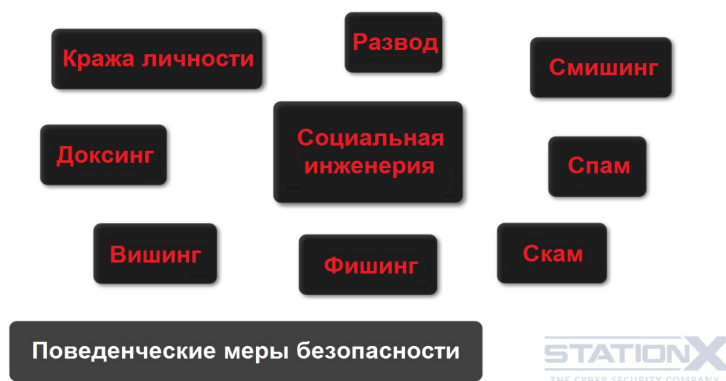 Развод
Кража личности
Смишинг
Социальная
инженерия
Доксинг
Спам
Вишинг
Фишинг
Скам
Поведенческие меры безопасности
STATIONX
THE CYBER SECURITY COMPANY